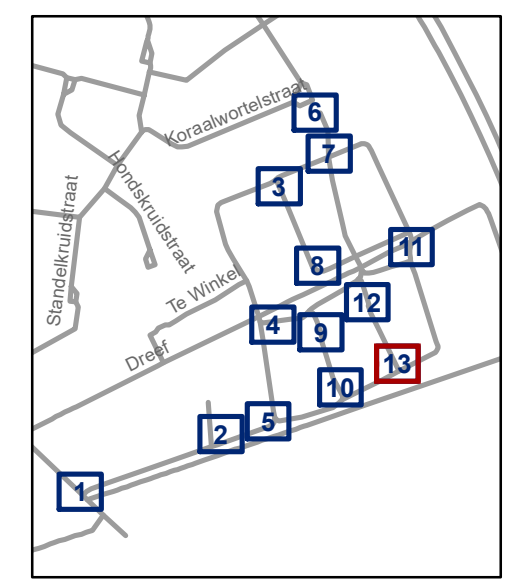 6
Koraalwortelstraat
7
Hondskruidstraat
3
Standelkruidstraat
11
8
Te Winkel
12
4
9
Dreef
13
10
5
2
1